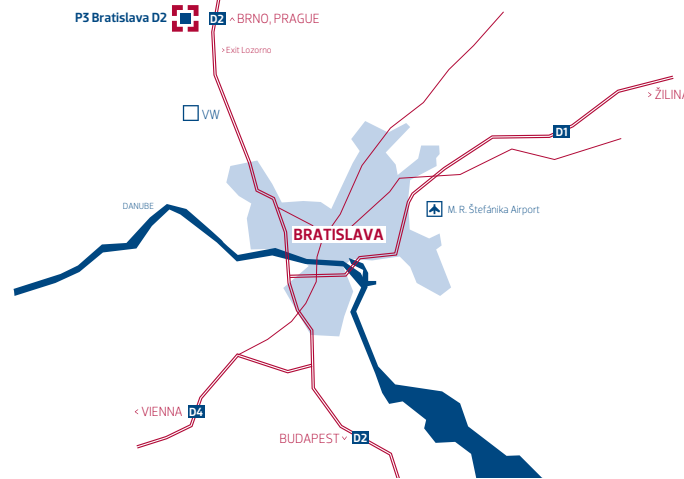 P3 Bratislava D2
D2
BRNO, PRAGUE
Exit Lozorno
ŽILINA
VW
D1
DANUBE
M. R. Štefánika Airport
BRATISLAVA
VIENNA
D4
BUDAPEST
D2